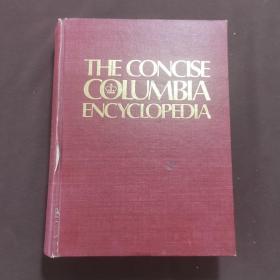 THE CONCISE
COLUMBIA
ENCYCLOPEDIA